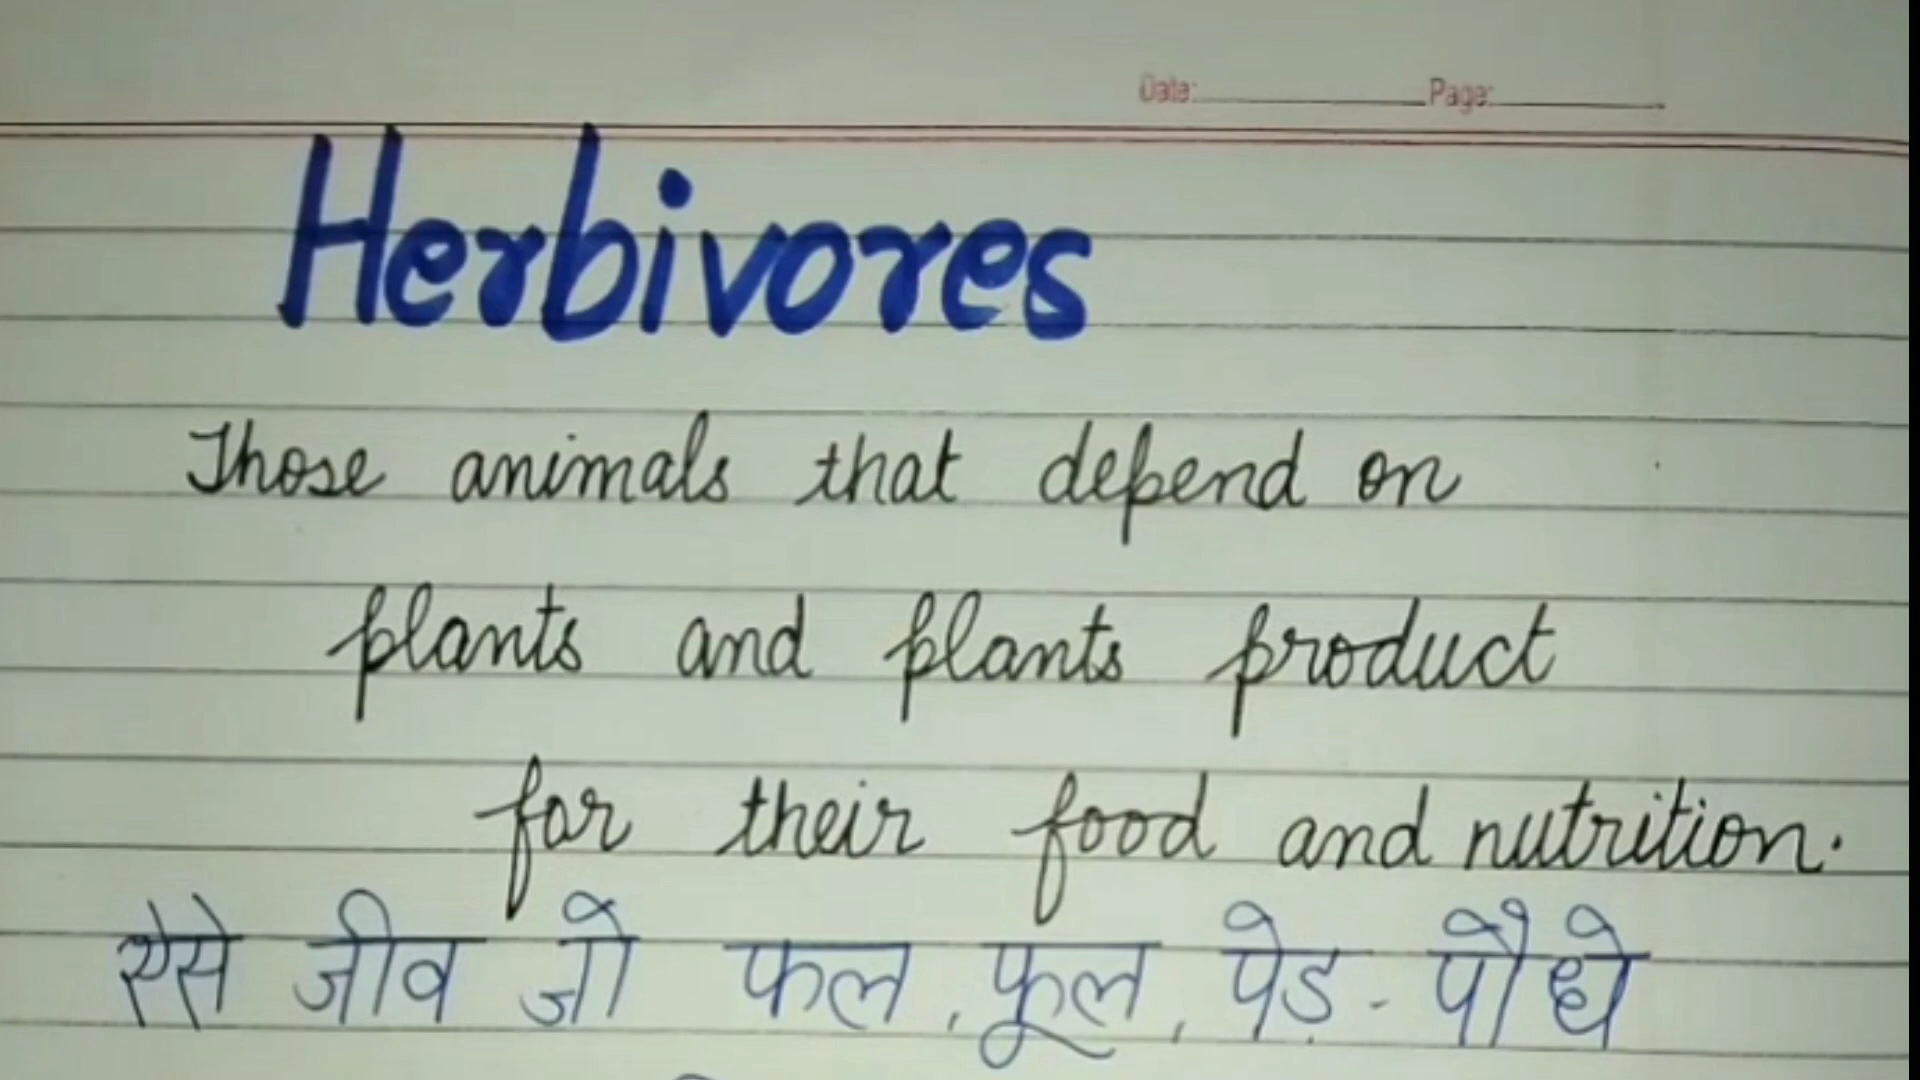 Date: Page:
Herbivores
Those animals that depend on
plants and plants product
for their food and nutrition.
ऐसे जीव जो फल, फूल, पेड़ - पौधे